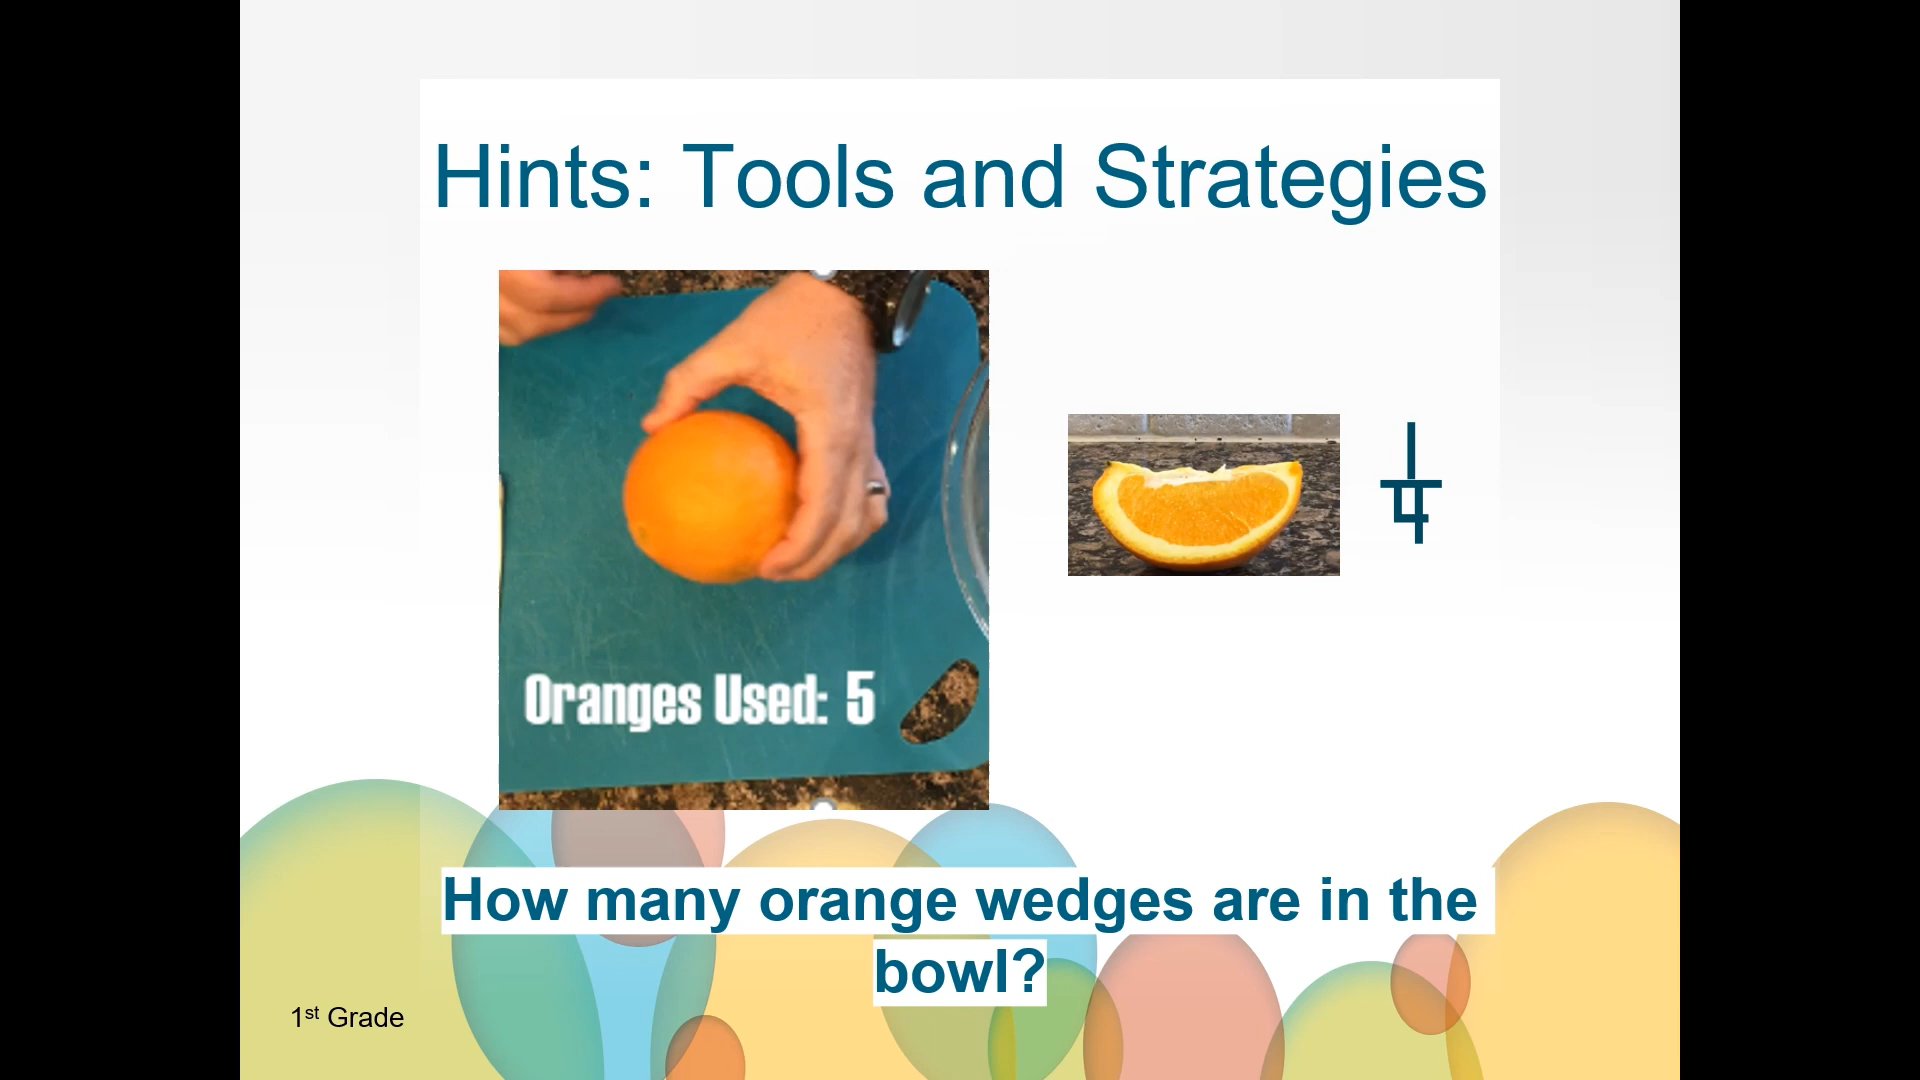 Hints: Tools and Strategies
1/4
Oranges Used: 5
How many orange wedges are in the
bowl?
1st Grade